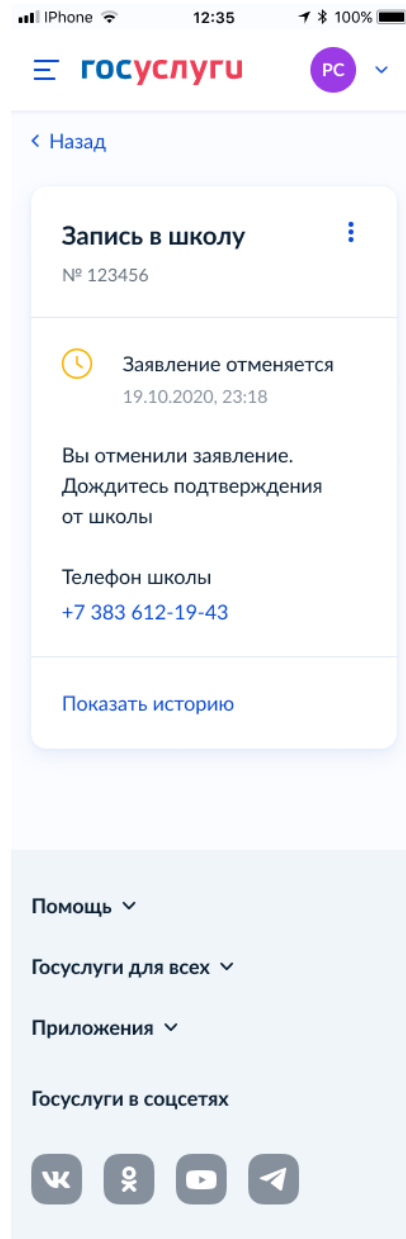 IPhone 12:35 100%
госуслуги РС
Назад
Запись в школу
№ 123456
Заявление отменяется
19.10.2020, 23:18
Вы отменили заявление.
Дождитесь подтверждения
от школы
Телефон школы
+7 383 612-19-43
Показать историю
Помощь
Госуслуги для всех
Приложения
Госуслуги в соцсетях